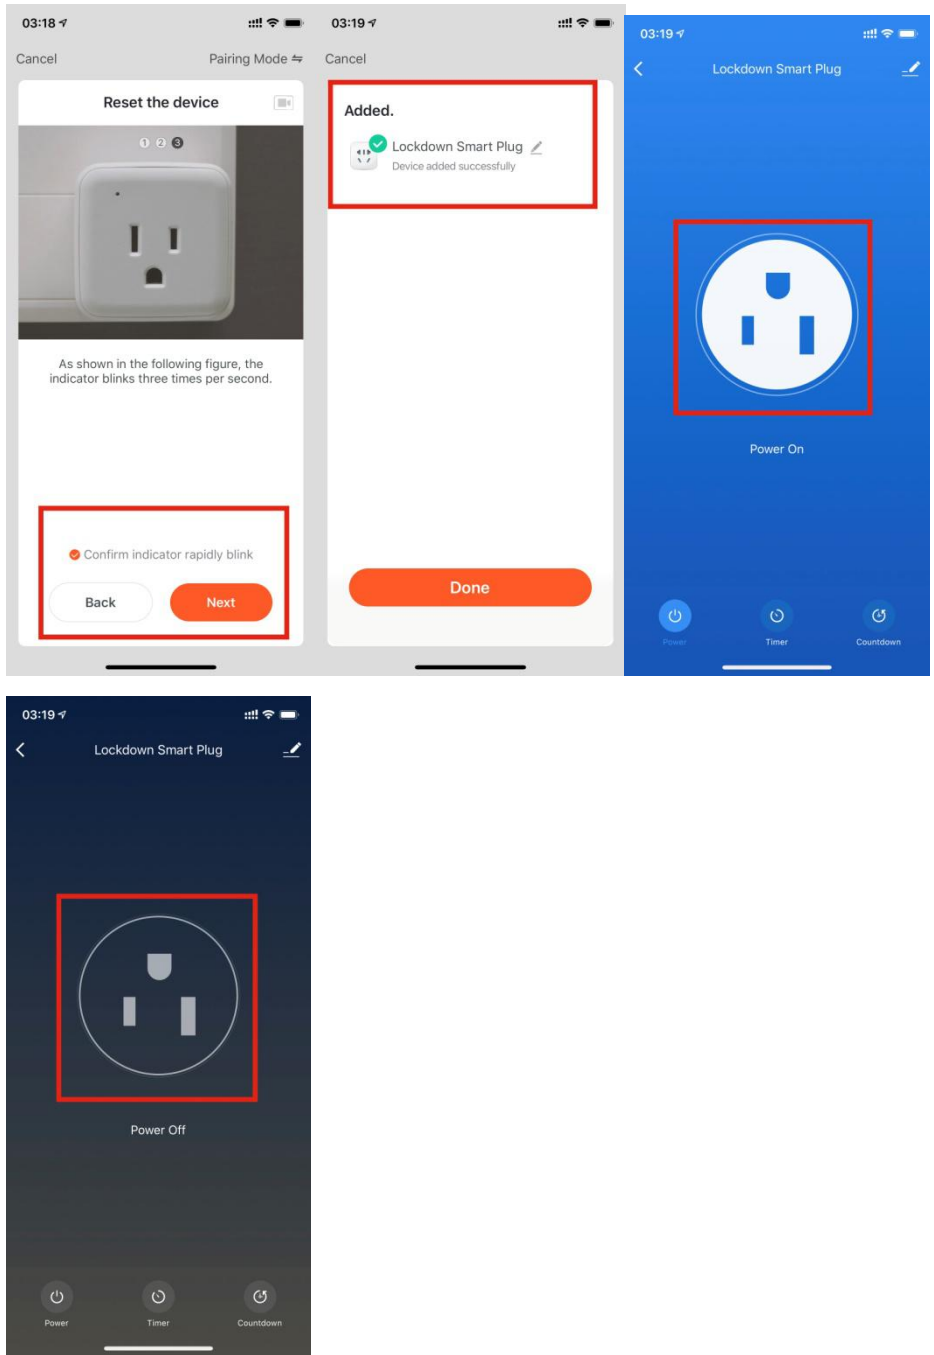 03:18
Cancel
Pairing Mode
Reset the device
1 2 3
As shown in the following figure, the
indicator blinks three times per second.
Confirm indicator rapidly blink
Back
Next
03:19
Cancel
Added.
Lockdown Smart Plug
Device added successfully
Done
03:19
Lockdown Smart Plug
Power On
Power
Timer
Countdown
03:19
Lockdown Smart Plug
Power Off
Power
Timer
Countdown